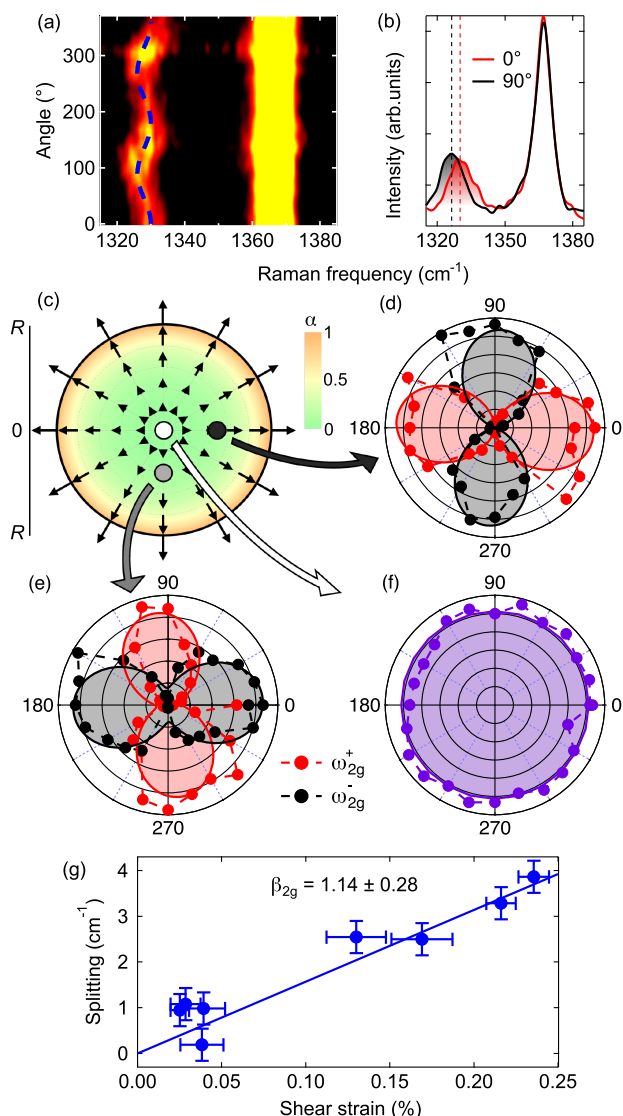 (a)
300
200
100
0
Angle (°)
1320 1340 1360 1380
(b)
0°
90°
Intensity (arb.units)
1320 1350 1380
Raman frequency (cm⁻¹)
(c)
R
0
R
α
1
0.5
0
(d)
90
180
0
270
(e)
90
180
0
270
ω⁺2g
ω⁻2g
(f)
90
180
0
270
(g)
β2g = 1.14 ± 0.28
4
3
2
1
0
Splitting (cm⁻¹)
0.00 0.05 0.10 0.15 0.20 0.25
Shear strain (%)